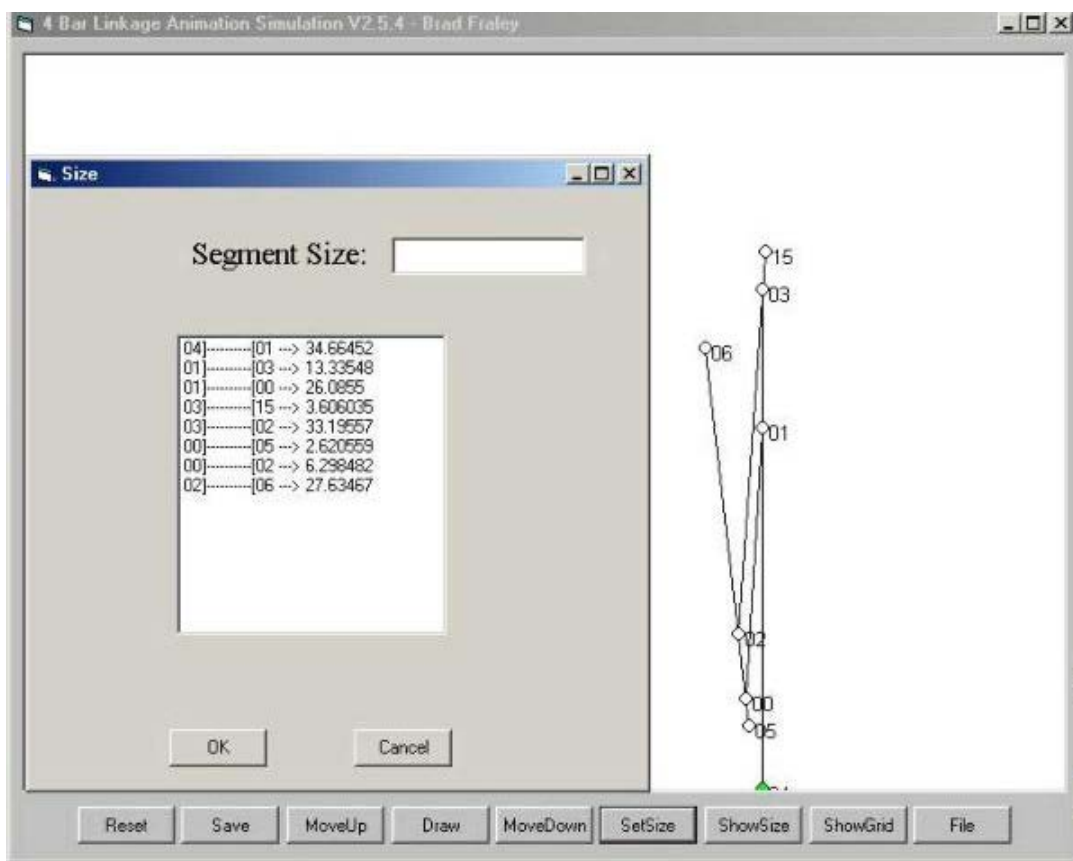 4 Bar Linkage Animation Simulation V2.5.4 - Brad Fraley
Size
Segment Size:
04]---------[01 ---> 34.66452
01]---------[03 ---> 13.33548
01]---------[00 ---> 26.0855
03]---------[15 ---> 3.606035
03]---------[02 ---> 33.19557
00]---------[05 ---> 2.620559
00]---------[02 ---> 6.298482
02]---------[06 ---> 27.63467
OK Cancel
15
03
06
01
02
00
05
Reset Save MoveUp Draw MoveDown SetSize ShowSize ShowGrid File